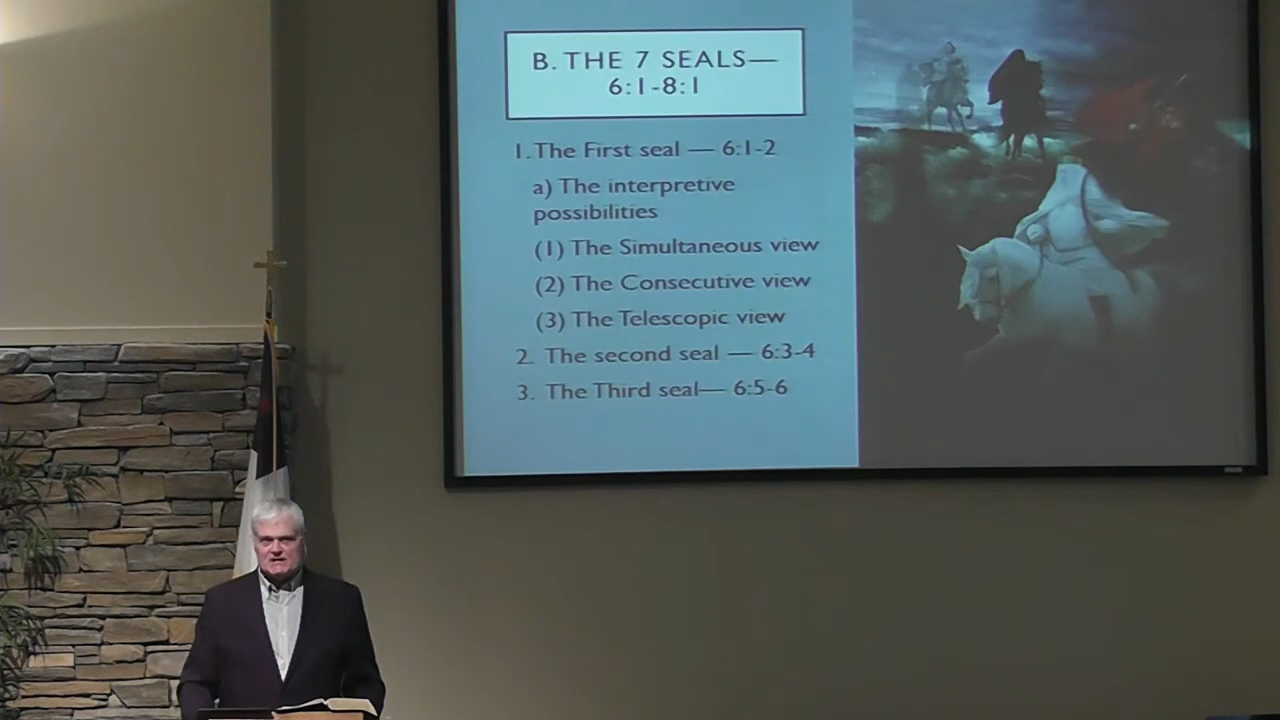 B. THE 7 SEALS—
6:1-8:1
1. The First seal — 6:1-2
a) The interpretive
possibilities
(1) The Simultaneous view
(2) The Consecutive view
(3) The Telescopic view
2. The second seal — 6:3-4
3. The Third seal— 6:5-6